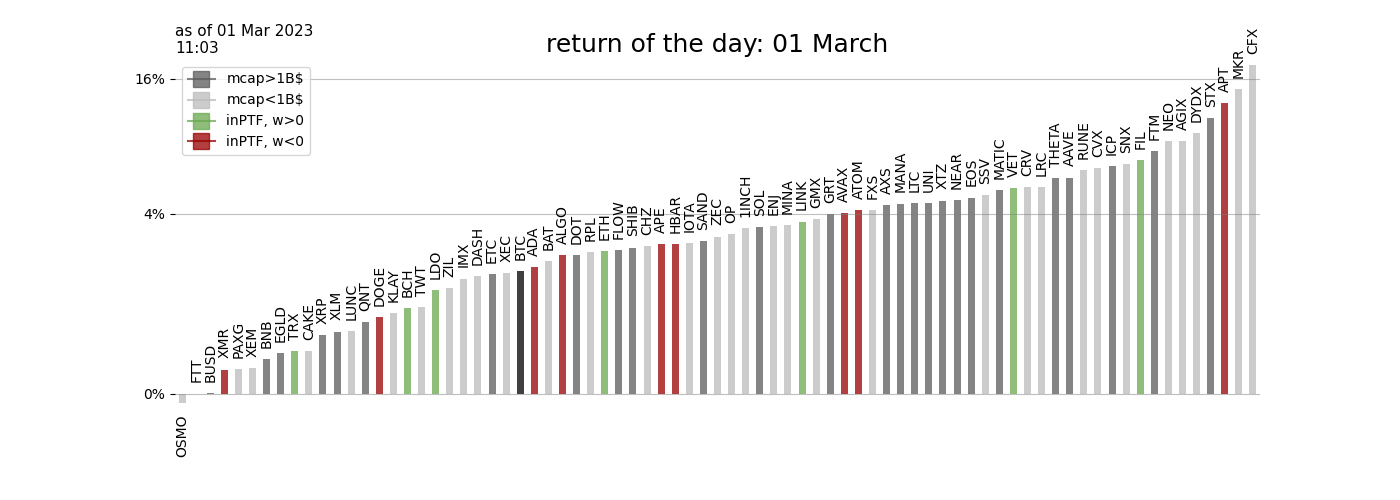 as of 01 Mar 2023
11:03
return of the day: 01 March
mcap>1B$
mcap<1B$
inPTF, w>0
inPTF, w<0
16%
4%
0%
OSMO
FTT
BUSD
XMR
PAXG
XEM
BNB
EGLD
TRX
CAKE
XRP
XLM
LUNC
QNT
DOGE
KLAY
BCH
TWT
LDO
ZIL
IMX
DASH
ETC
XEC
BTC
ADA
BAT
ALGO
DOT
RPL
ETH
FLOW
SHIB
CHZ
APE
HBAR
IOTA
SAND
ZEC
OP
1INCH
SOL
ENJ
MINA
LINK
GMX
GRT
AVAX
ATOM
FXS
AXS
MANA
LTC
UNI
XTZ
NEAR
EOS
SSV
MATIC
VET
CRV
LRC
THETA
AAVE
RUNE
CVX
ICP
SNX
FIL
FTM
NEO
AGIX
DYDX
STX
APT
MKR
CFX